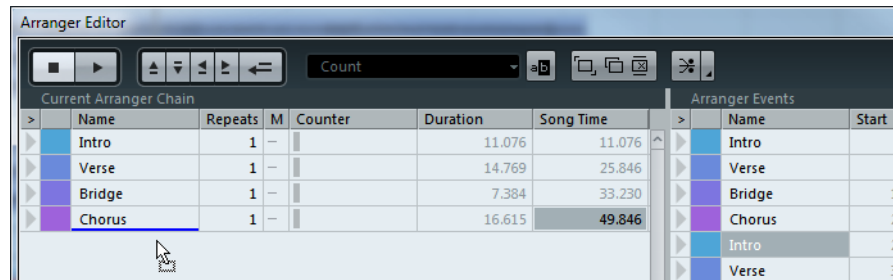 Arranger Editor
Count
ab
Current Arranger Chain
> Name Repeats M Counter Duration Song Time
Intro 1 – 11.076 11.076
Verse 1 – 14.769 25.846
Bridge 1 – 7.384 33.230
Chorus 1 – 16.615 49.846
Arranger Events
> Name Start
Intro
Verse
Bridge
Chorus
Intro
Verse